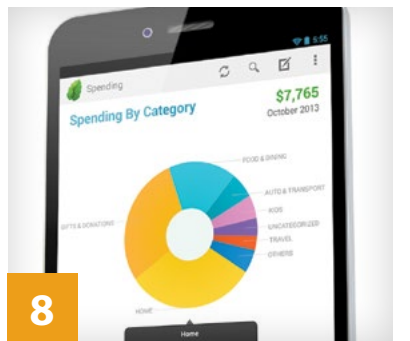 5:55
Spending
Spending By Category
$7,765
October 2013
FOOD & DINING
AUTO & TRANSPORT
KIDS
UNCATEGORIZED
TRAVEL
OTHERS
GIFTS & DONATIONS
HOME
Home
8